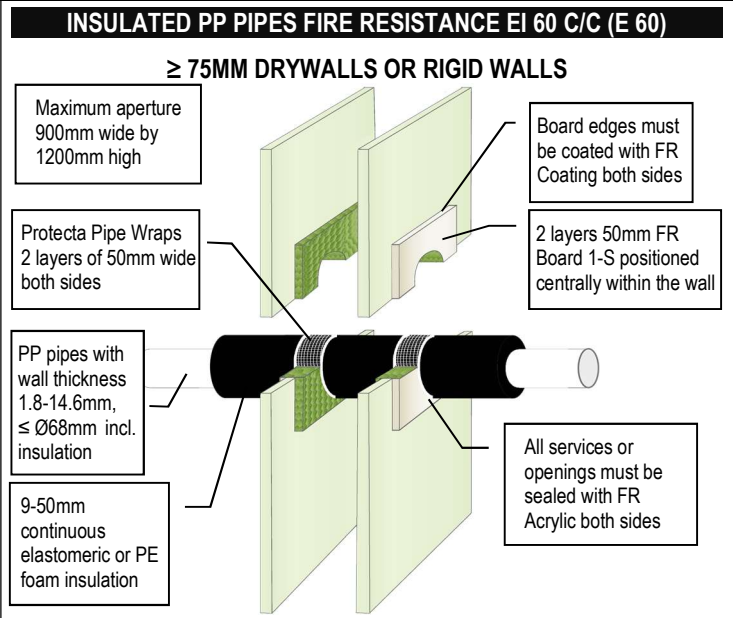 INSULATED PP PIPES FIRE RESISTANCE EI 60 C/C (E 60)
≥ 75MM DRYWALLS OR RIGID WALLS
Maximum aperture
900mm wide by
1200mm high
Board edges must
be coated with FR
Coating both sides
Protecta Pipe Wraps
2 layers of 50mm wide
both sides
2 layers 50mm FR
Board 1-S positioned
centrally within the wall
PP pipes with
wall thickness
1.8-14.6mm,
≤ Ø68mm incl.
insulation
All services or
openings must be
sealed with FR
Acrylic both sides
9-50mm
continuous
elastomeric or PE
foam insulation